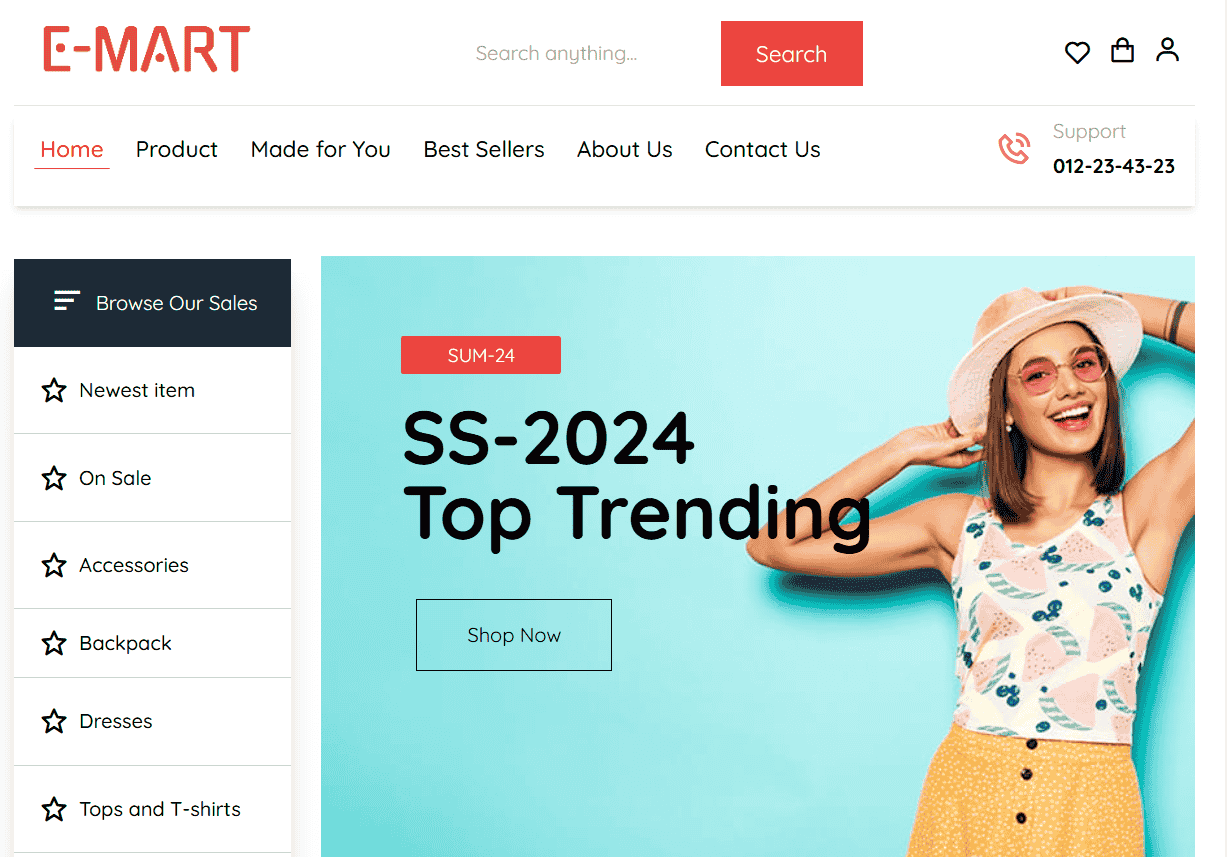 E-MART
Search anything...
Search
Home
Product
Made for You
Best Sellers
About Us
Contact Us
Support
012-23-43-23
Browse Our Sales
Newest item
On Sale
Accessories
Backpack
Dresses
Tops and T-shirts
SUM-24
SS-2024
Top Trending
Shop Now